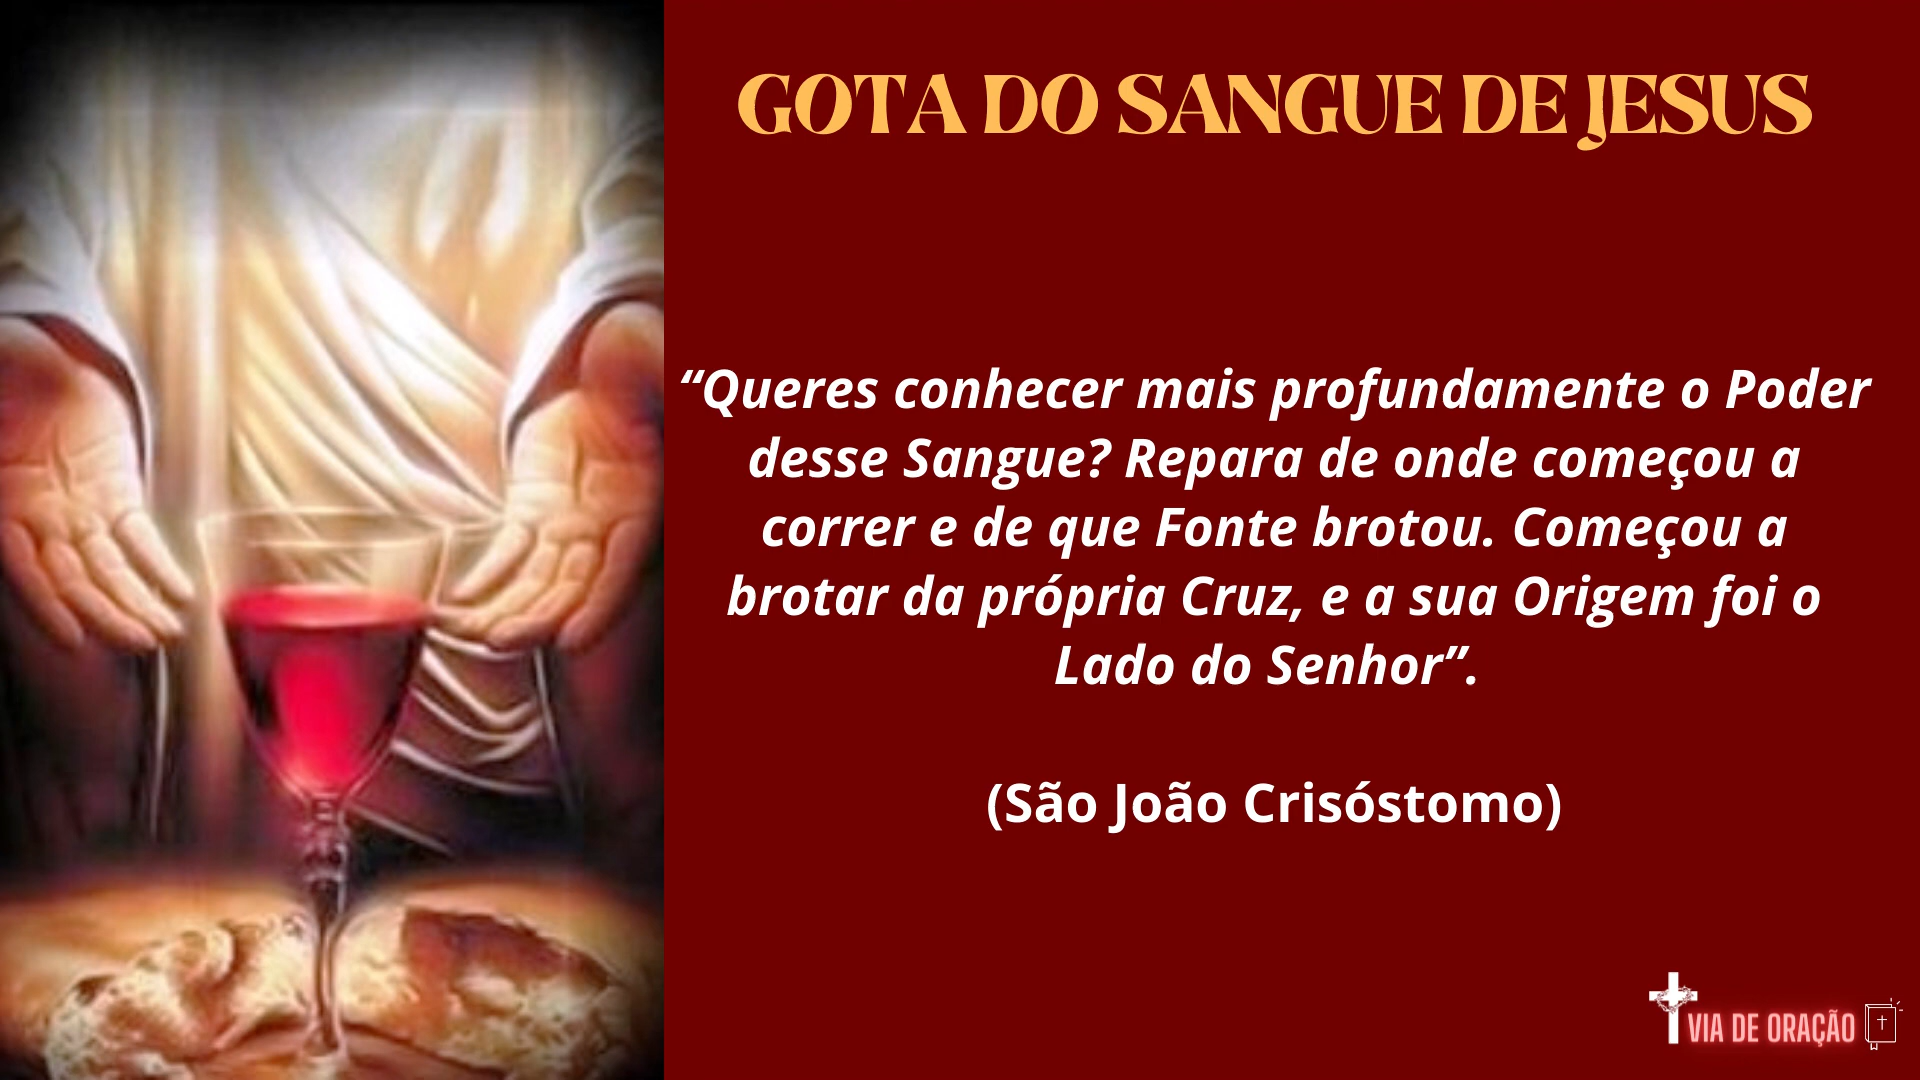 GOTA DO SANGUE DE JESUS
“Queres conhecer mais profundamente o Poder
desse Sangue? Repara de onde começou a
correr e de que Fonte brotou. Começou a
brotar da própria Cruz, e a sua Origem foi o
Lado do Senhor”.
(São João Crisóstomo)
VIA DE ORAÇÃO